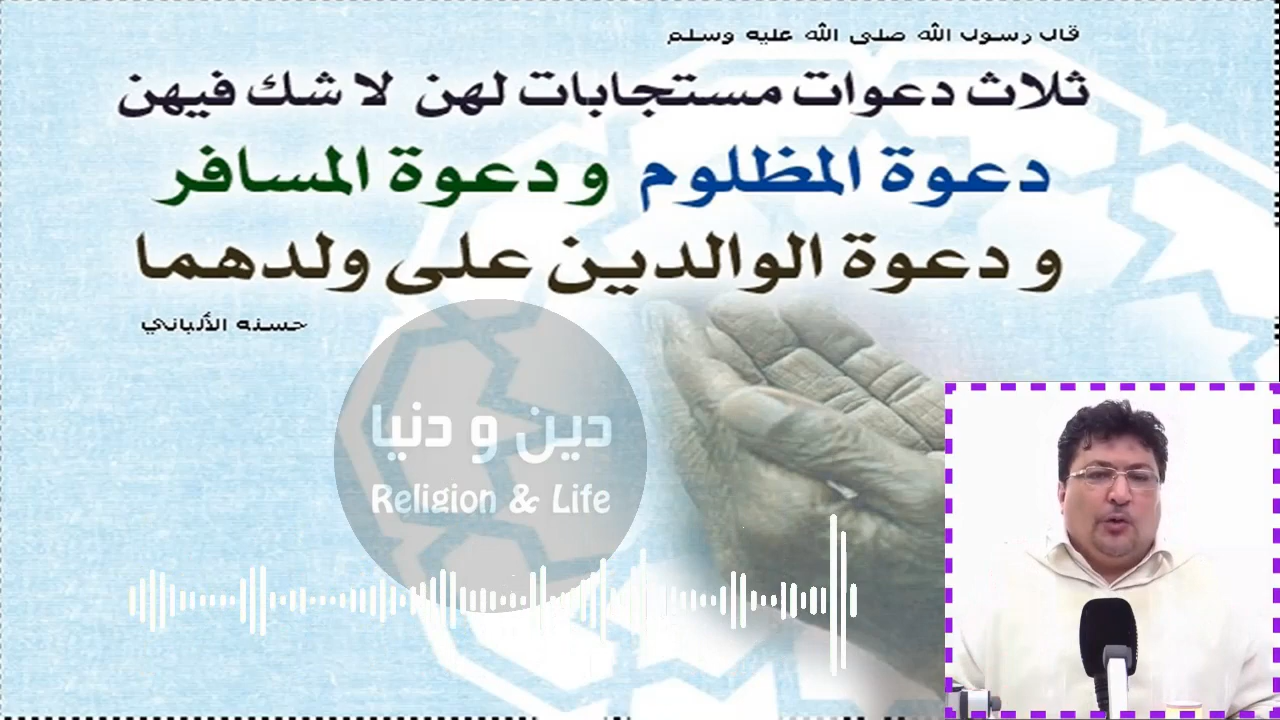 قال رسول الله صلى الله عليه وسلم
ثلاث دعوات مستجابات لهن لا شك فيهن
دعوة المظلوم و دعوة المسافر
و دعوة الوالدين على ولدهما
حسنه الألباني
دين و دنيا
Religion & Life